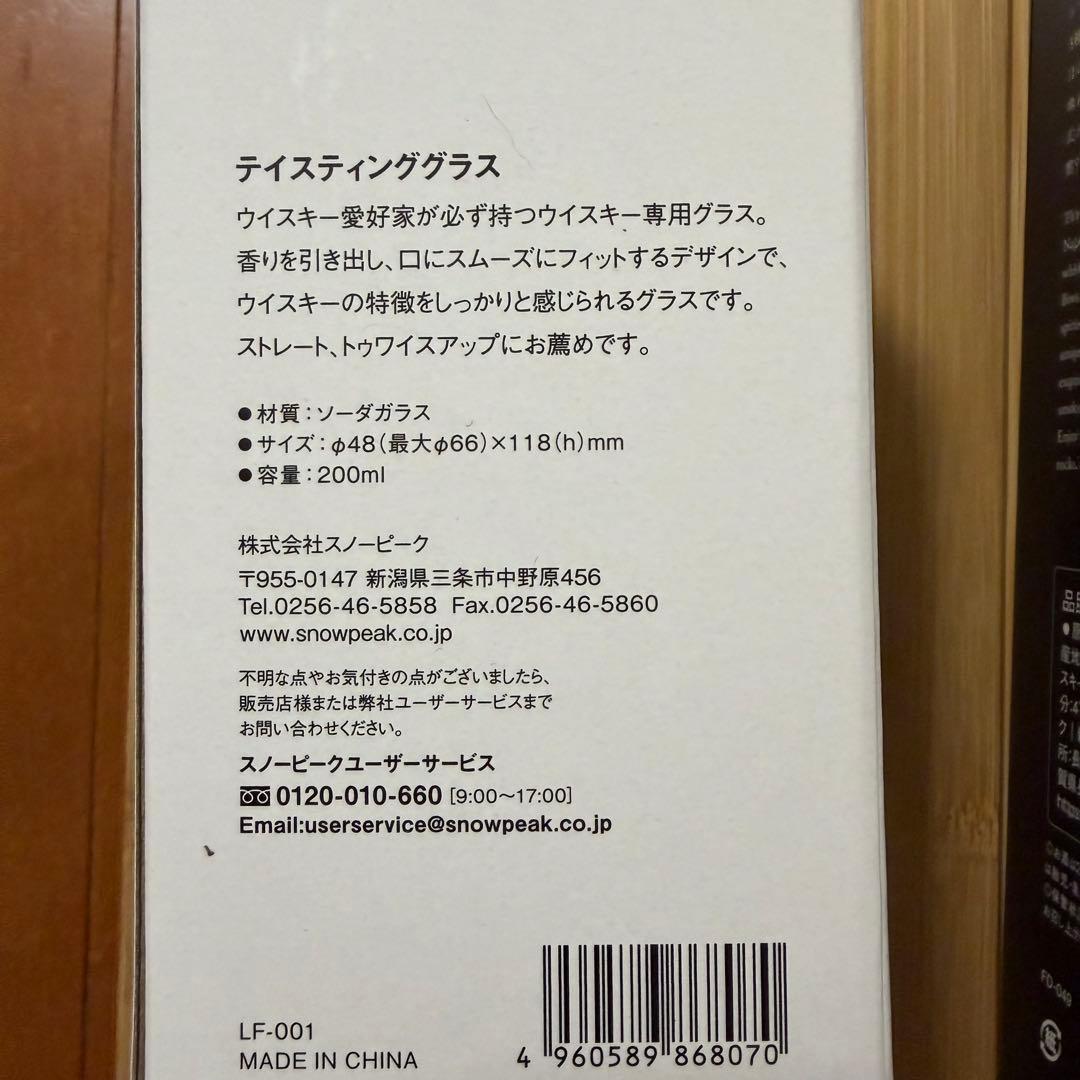 テイスティンググラス
ウイスキー愛好家が必ず持つウイスキー専用グラス。
香りを引き出し、口にスムーズにフィットするデザインで、
ウイスキーの特徴をしっかりと感じられるグラスです。
ストレート、トゥワイスアップにお薦めです。
●材質：ソーダガラス
●サイズ：φ48（最大φ66）×118（h）mm
●容量：200ml
株式会社スノーピーク
〒955-0147 新潟県三条市中野原456
Tel.0256-46-5858 Fax.0256-46-5860
www.snowpeak.co.jp
不明な点やお気付きの点がございましたら、
販売店様または弊社ユーザーサービスまで
お問い合わせください。
スノーピークユーザーサービス
0120-010-660 [9:00〜17:00]
Email:userservice@snowpeak.co.jp
LF-001
MADE IN CHINA
4 960589 868070
FD-049